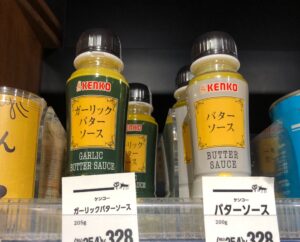 KENKO
ガーリック
バター
ソース
GARLIC
BUTTER SAUCE
KENKO
バター
ソース
BUTTER
SAUCE
KENKO
ん
ケンコー
ガーリックバターソース
205g
328
ケンコー
バターソース
200g
328